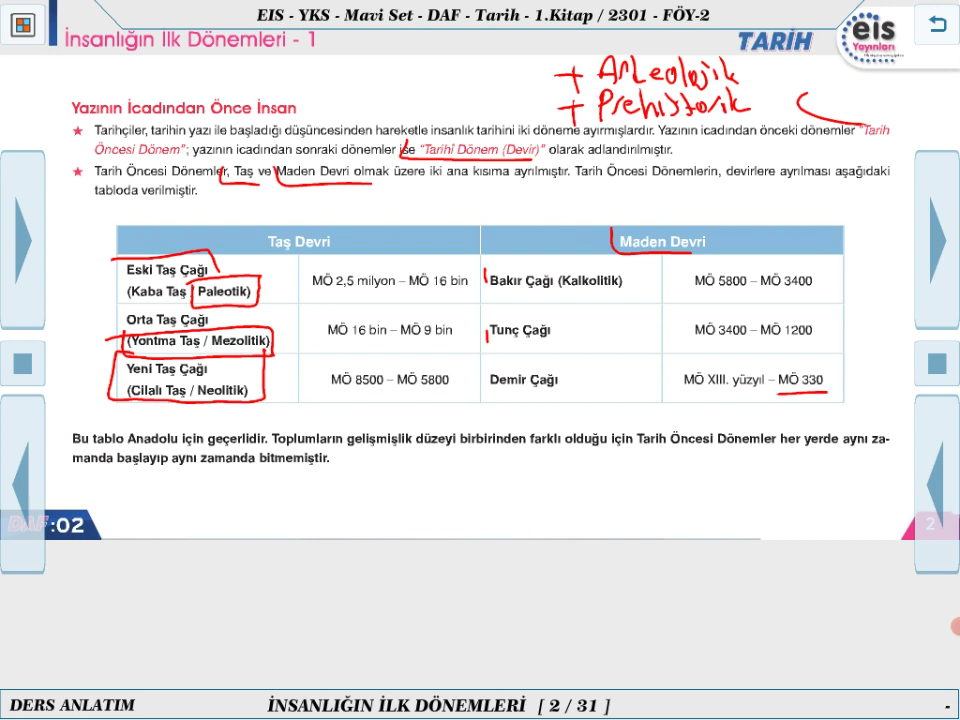 EIS - YKS - Mavi Set - DAF - Tarih - 1.Kitap / 2301 - FÖY-2
İnsanlığın İlk Dönemleri - 1
TARİH
eis
Yayınları
+ Arkeolojik
+ Prehistorik
Yazının İcadından Önce İnsan
★ Tarihçiler, tarihin yazı ile başladığı düşüncesinden hareketle insanlık tarihini iki döneme ayırmışlardır. Yazının icadından önceki dönemler "Tarih
Öncesi Dönem"; yazının icadından sonraki dönemler ise "Tarihî Dönem (Devir)" olarak adlandırılmıştır.
★ Tarih Öncesi Dönemler, Taş ve Maden Devri olmak üzere iki ana kısıma ayrılmıştır. Tarih Öncesi Dönemlerin, devirlere ayrılması aşağıdaki
tabloda verilmiştir.
Taş Devri Maden Devri
Eski Taş Çağı
(Kaba Taş / Paleotik) MÖ 2,5 milyon – MÖ 16 bin Bakır Çağı (Kalkolitik) MÖ 5800 – MÖ 3400
Orta Taş Çağı
(Yontma Taş / Mezolitik) MÖ 16 bin – MÖ 9 bin Tunç Çağı MÖ 3400 – MÖ 1200
Yeni Taş Çağı
(Cilalı Taş / Neolitik) MÖ 8500 – MÖ 5800 Demir Çağı MÖ XIII. yüzyıl – MÖ 330
Bu tablo Anadolu için geçerlidir. Toplumların gelişmişlik düzeyi birbirinden farklı olduğu için Tarih Öncesi Dönemler her yerde aynı za-
manda başlayıp aynı zamanda bitmemiştir.
DAF:02
2
DERS ANLATIM
İNSANLIĞIN İLK DÖNEMLERİ [ 2 / 31 ]
-